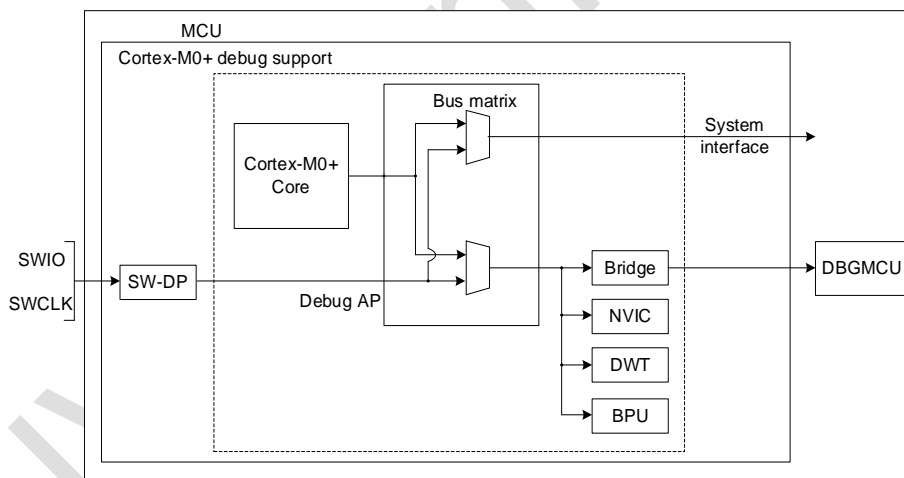 MCU
Cortex-M0+ debug support
Bus matrix
System
interface
Cortex-M0+
Core
SWIO
SWCLK
SW-DP
Debug AP
Bridge
DBGMCU
NVIC
DWT
BPU